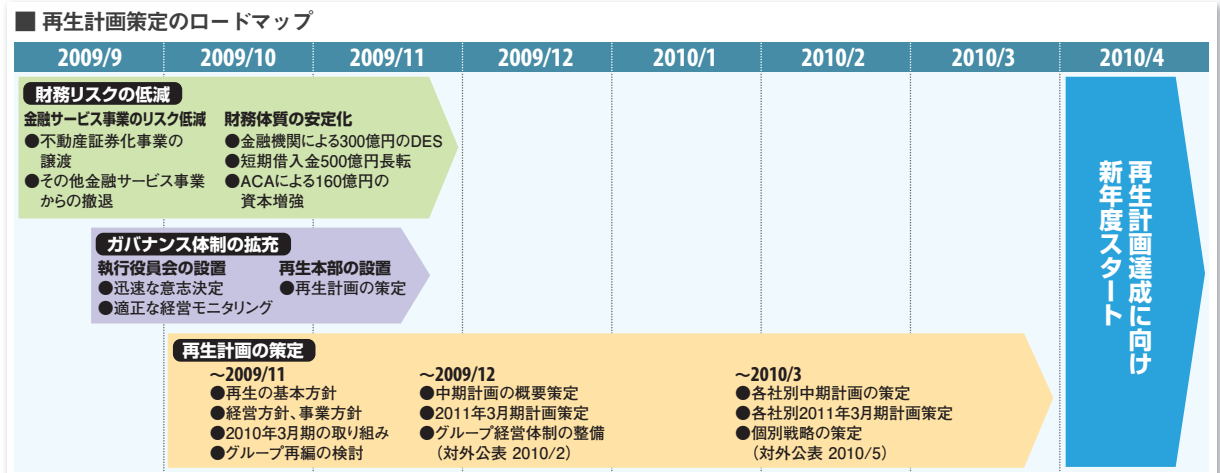 ■ 再生計画策定のロードマップ
2009/9 2009/10 2009/11 2009/12 2010/1 2010/2 2010/3 2010/4
財務リスクの低減
金融サービス事業のリスク低減
●不動産証券化事業の
譲渡
●その他金融サービス事業
からの撤退
財務体質の安定化
●金融機関による300億円のDES
●短期借入金500億円長転
●ACAによる160億円の
資本増強
ガバナンス体制の拡充
執行役員会の設置
●迅速な意志決定
●適正な経営モニタリング
再生本部の設置
●再生計画の策定
再生計画の策定
～2009/11
●再生の基本方針
●経営方針、事業方針
●2010年3月期の取り組み
●グループ再編の検討
～2009/12
●中期計画の概要策定
●2011年3月期計画策定
●グループ経営体制の整備
（対外公表 2010/2）
～2010/3
●各社別中期計画の策定
●各社別2011年3月期計画策定
●個別戦略の策定
（対外公表 2010/5）
再生計画達成に向け
新年度スタート